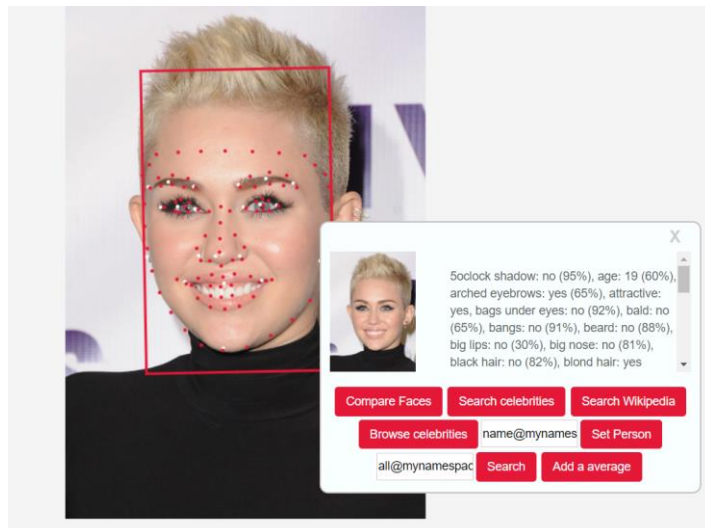 X
5oclock shadow: no (95%), age: 19 (60%),
arched eyebrows: yes (65%), attractive:
yes, bags under eyes: no (92%), bald: no
(65%), bangs: no (91%), beard: no (88%),
big lips: no (30%), big nose: no (81%),
black hair: no (82%), blond hair: yes
Compare Faces Search celebrities Search Wikipedia
Browse celebrities name@mynames Set Person
all@mynamespac Search Add a average